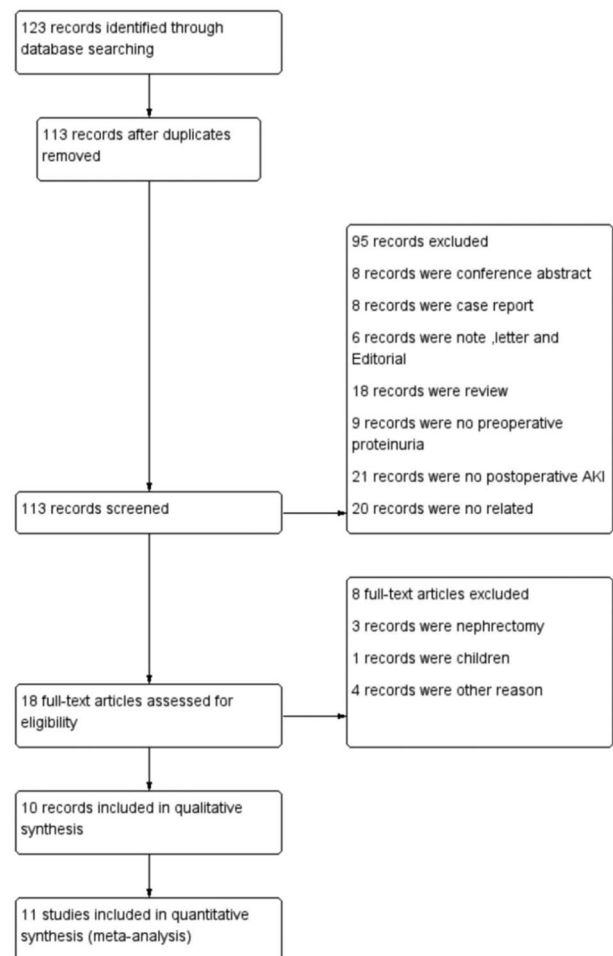 123 records identified through
database searching
113 records after duplicates
removed
95 records excluded
8 records were conference abstract
8 records were case report
6 records were note ,letter and
Editorial
18 records were review
9 records were no preoperative
proteinuria
21 records were no postoperative AKI
20 records were no related
113 records screened
8 full-text articles excluded
3 records were nephrectomy
1 records were children
4 records were other reason
18 full-text articles assessed for
eligibility
10 records included in qualitative
synthesis
11 studies included in quantitative
synthesis (meta-analysis)